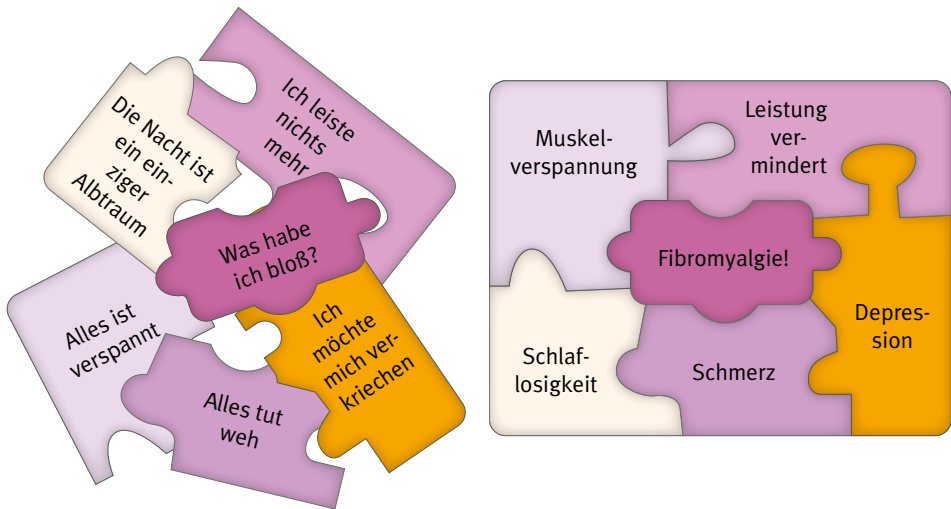 Die Nacht ist
ein ein-
ziger
Albtraum
Ich leiste
nichts
mehr
Was habe
ich bloß?
Alles ist
verspannt
Alles tut
weh
Ich
möchte
mich ver-
kriechen
Muskel-
verspannung
Leistung
ver-
mindert
Fibromyalgie!
Schlaf-
losigkeit
Schmerz
Depres-
sion